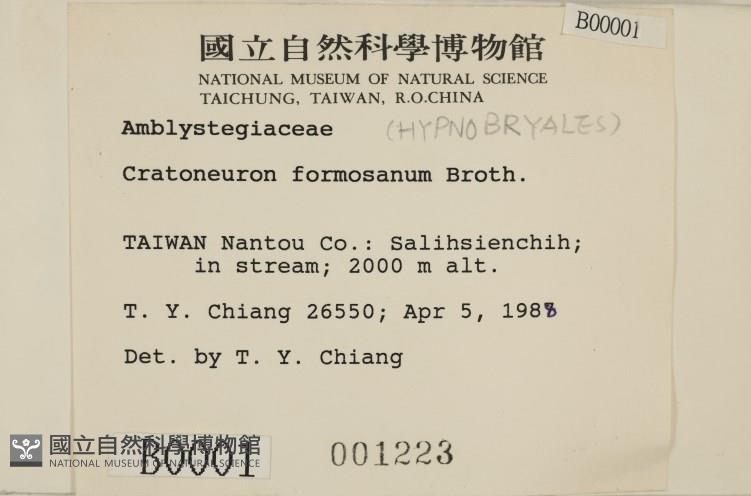 B00001
國立自然科學博物館
NATIONAL MUSEUM OF NATURAL SCIENCE
TAICHUNG, TAIWAN, R.O.CHINA
Amblystegiaceae (HYPNOBRYALES)
Cratoneuron formosanum Broth.
TAIWAN Nantou Co.: Salihsienchih;
in stream; 2000 m alt.
T. Y. Chiang 26550; Apr 5, 1988
Det. by T. Y. Chiang
國立自然科學博物館
NATIONAL MUSEUM OF NATURAL SCIENCE
B0001
001223